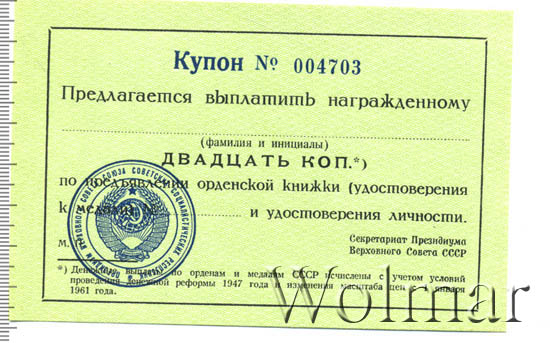 Купон № 004703
Предлагается выплатить награжденному
(фамилия и инициалы)
ДВАДЦАТЬ КОП.*)
по предъявлении орденской книжки (удостоверения
к медали № и удостоверения личности.
Секретариат Президиума
Верховного Совета СССР
М.
*) Денежные выплаты по орденам и медалям СССР исчислены с учетом условий
проведения денежной реформы 1947 года и изменения масштаба цен с 1 января
1961 года.
Wolmar